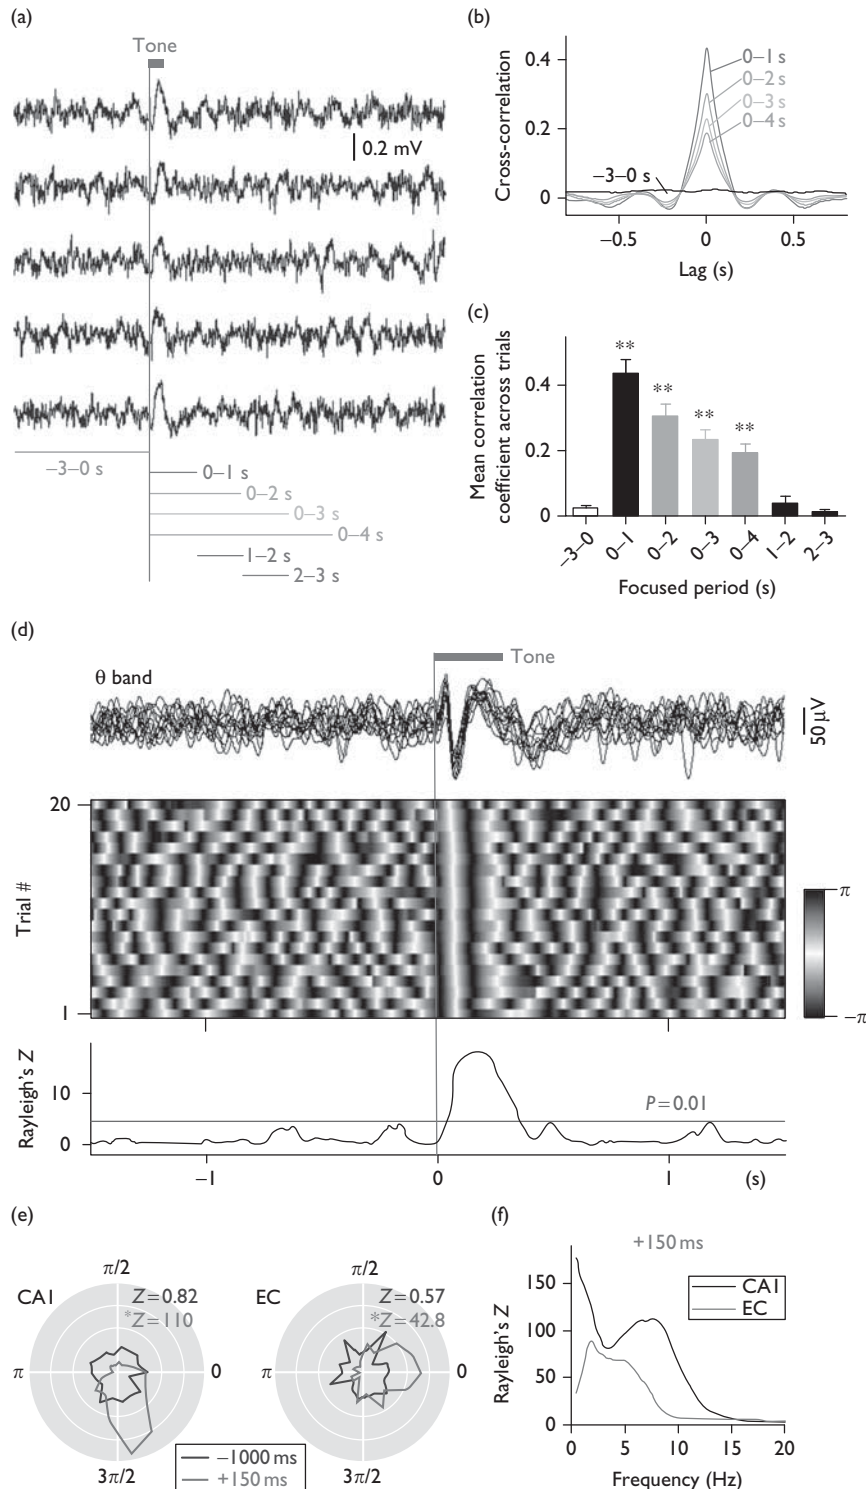 (a)
Tone
0.2 mV
−3–0 s
0–1 s
0–2 s
0–3 s
0–4 s
1–2 s
2–3 s
(b)
Cross-correlation
0.4
0.2
0
0–1 s
0–2 s
0–3 s
0–4 s
−3–0 s
−0.5
0
0.5
Lag (s)
(c)
Mean correlation
coefficient across trials
0.4
0.2
0
**
**
**
**
−3–0
0–1
0–2
0–3
0–4
1–2
2–3
Focused period (s)
(d)
Tone
θ band
50 μV
Trial #
20
1
π
−π
Rayleigh's Z
10
0
P=0.01
−1
0
1
(s)
(e)
CA1
π/2
Z=0.82
*Z=110
π
0
3π/2
EC
π/2
Z=0.57
*Z=42.8
π
0
3π/2
−1000 ms
+150 ms
(f)
+150 ms
Rayleigh's Z
150
100
50
0
CA1
EC
0
5
10
15
20
Frequency (Hz)